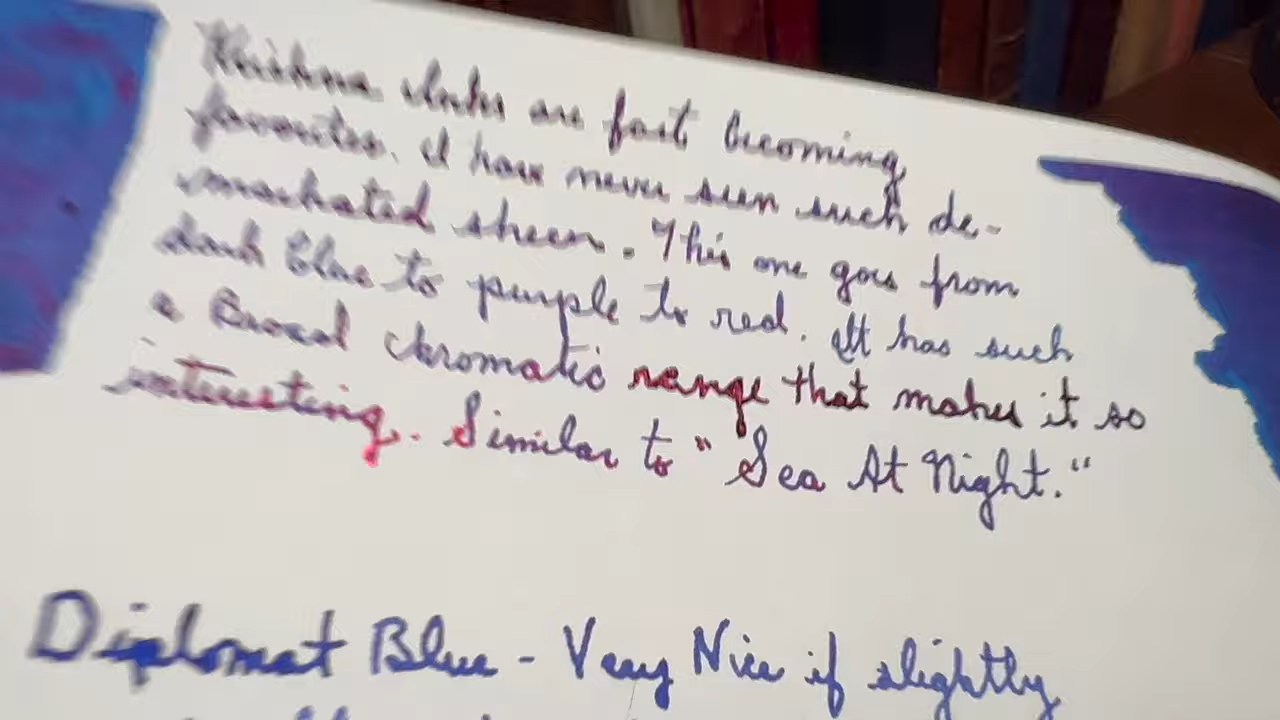 Krishna Inks are fast becoming
favorites. I have never seen such de-
markated sheen. This one goes from
dark blue to purple to red. It has such
a Broad chromatic range that makes it so
interesting. Similar to "Sea At Night."
Diplomat Blue - Very Nice if slightly